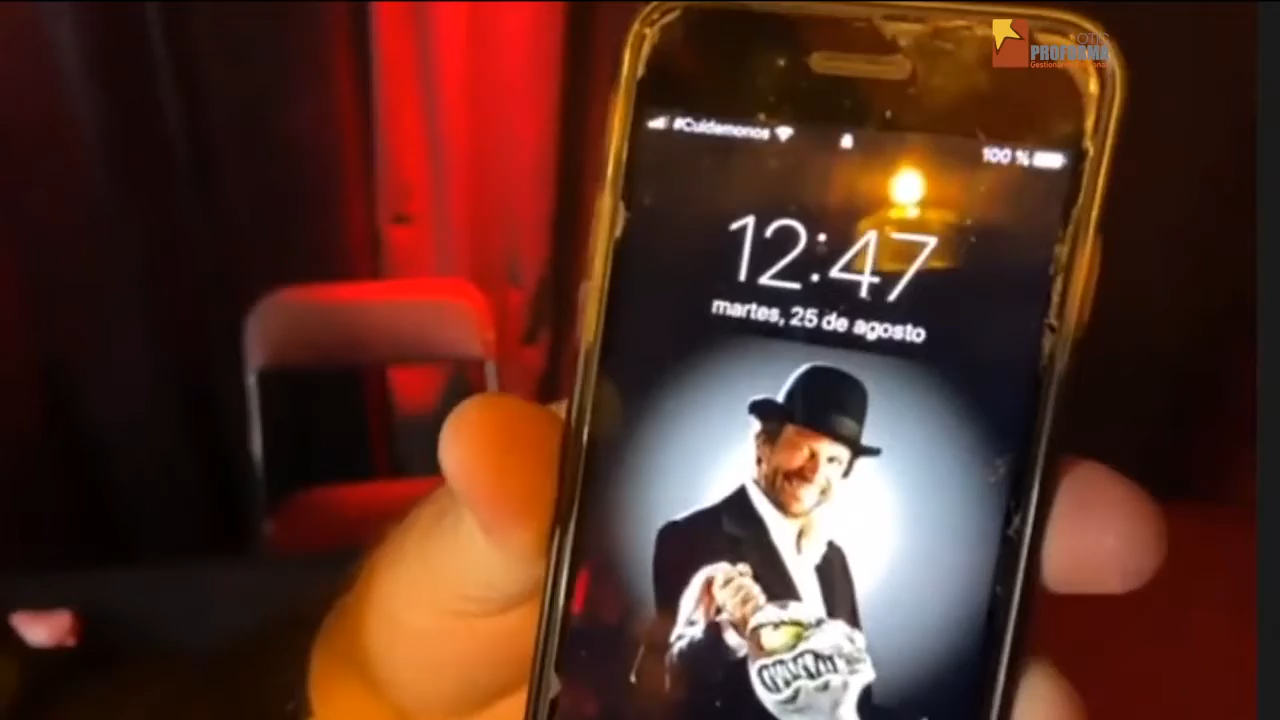 PROFORMA
#Cuidemonos
100 %
12:47
martes, 25 de agosto